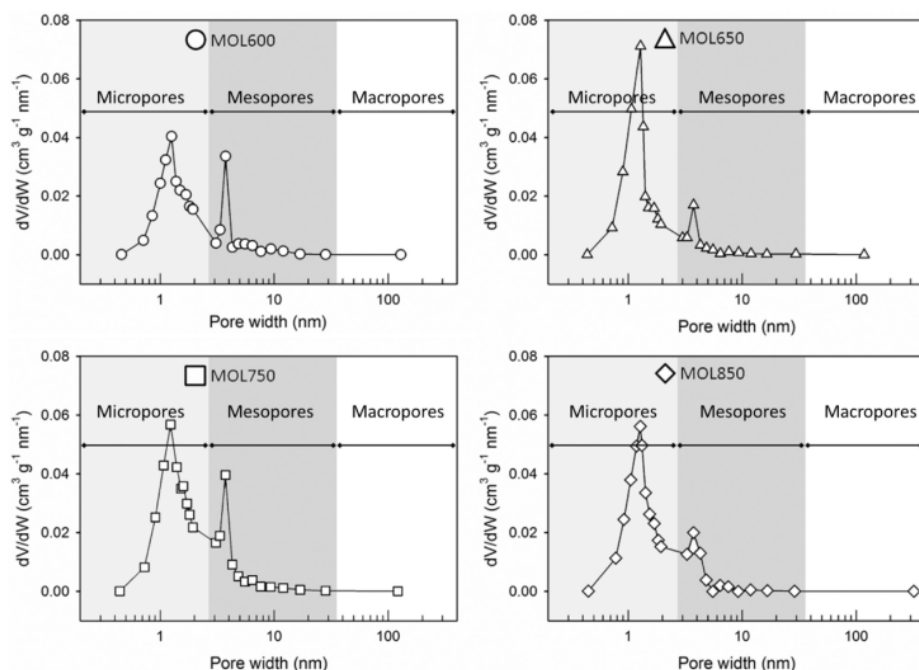 MOL600
Micropores Mesopores Macropores
dV/dW (cm³ g⁻¹ nm⁻¹)
0.08
0.06
0.04
0.02
0.00
1 10 100
Pore width (nm)
MOL650
Micropores Mesopores Macropores
dV/dW (cm³ g⁻¹ nm⁻¹)
0.08
0.06
0.04
0.02
0.00
1 10 100
Pore width (nm)
MOL750
Micropores Mesopores Macropores
dV/dW (cm³ g⁻¹ nm⁻¹)
0.08
0.06
0.04
0.02
0.00
1 10 100
Pore width (nm)
MOL850
Micropores Mesopores Macropores
dV/dW (cm³ g⁻¹ nm⁻¹)
0.08
0.06
0.04
0.02
0.00
1 10 100
Pore width (nm)